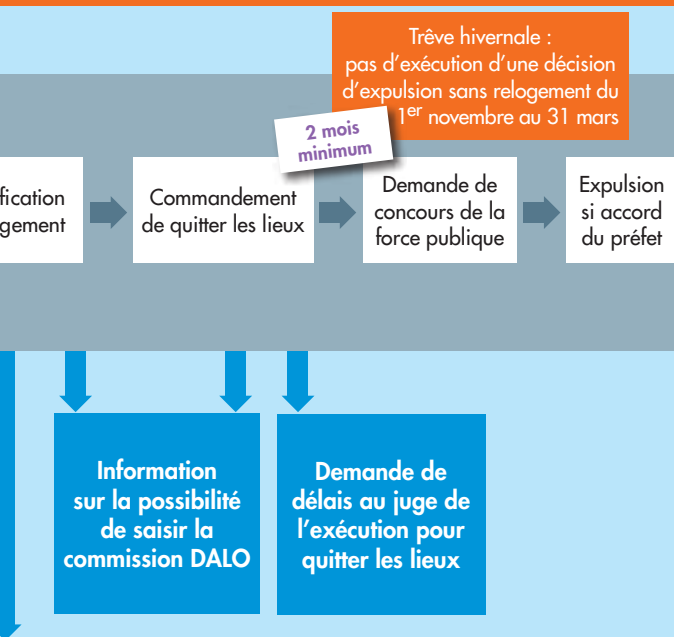 Trêve hivernale :
pas d'exécution d'une décision
d'expulsion sans relogement du
1er novembre au 31 mars
2 mois
minimum
fication
gement
Commandement
de quitter les lieux
Demande de
concours de la
force publique
Expulsion
si accord
du préfet
Information
sur la possibilité
de saisir la
commission DALO
Demande de
délais au juge de
l'exécution pour
quitter les lieux